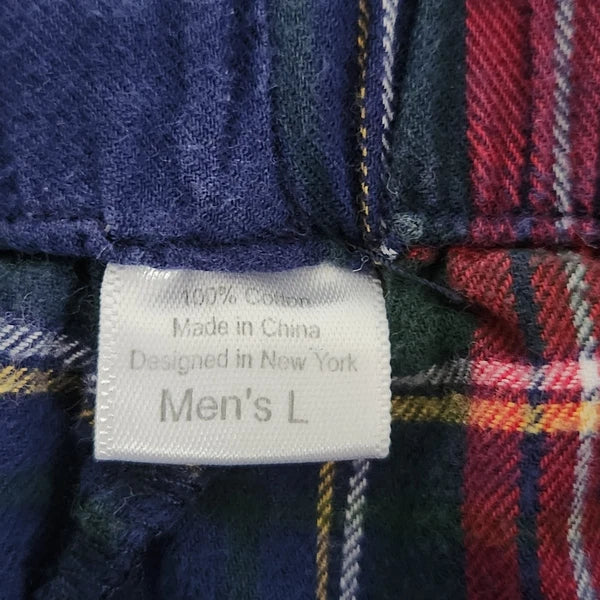 100% Cotton
Made in China
Designed in New York
Men's L